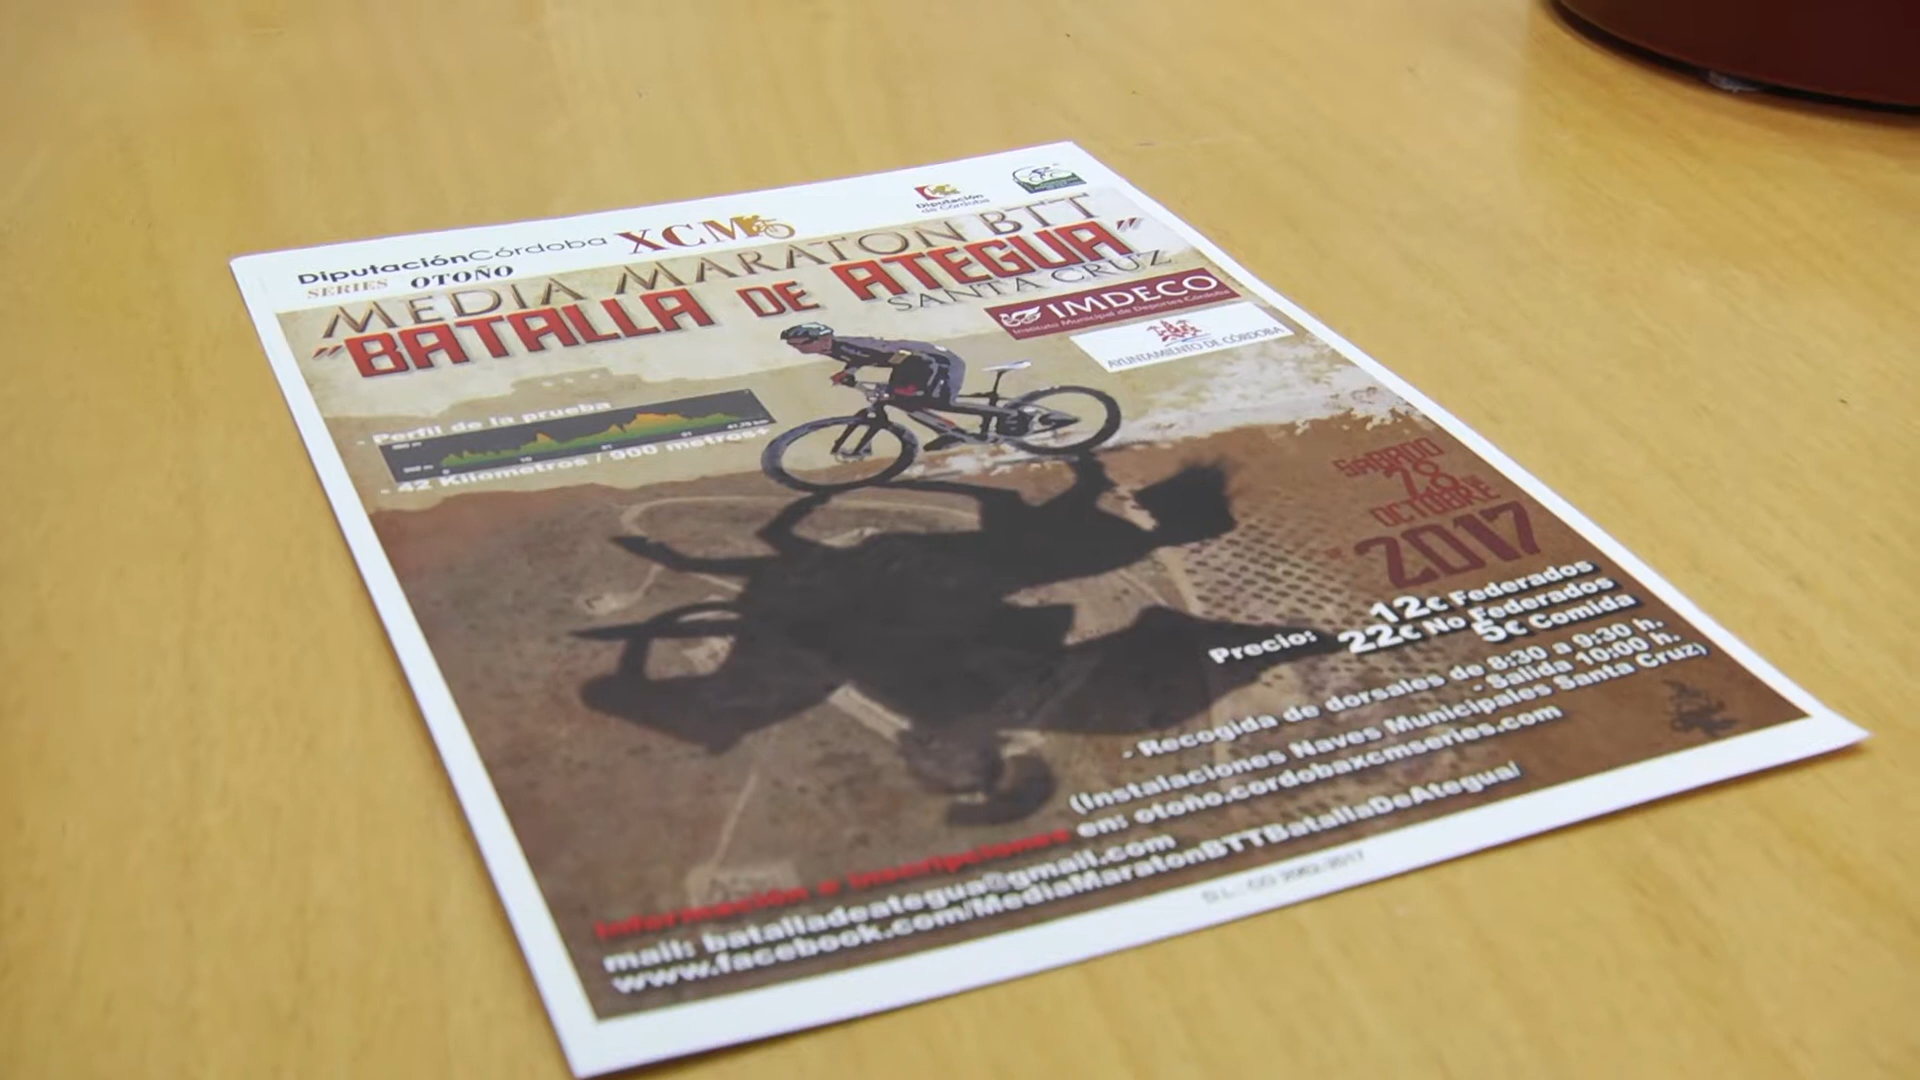 DiputaciónCórdoba XCM
SERIES OTOÑO
Diputación
de Córdoba
MEDIA MARATON BTT
"BATALLA DE ATEGUA"
SANTA CRUZ
IMDECO
Instituto Municipal de Deportes Córdoba
AYUNTAMIENTO DE CÓRDOBA
- Perfil de la prueba
- 42 Kilometros / 900 metros+
SABADO
28
OCTUBRE
2017
Precio: 12€ Federados
22€ No Federados
5€ Comida
- Recogida de dorsales de 8:30 a 9:30 h.
- Salida 10:00 h.
(Instalaciones Naves Municipales Santa Cruz)
Información e inscripciones en: otoño.cordobaxcmseries.com
mail: batalladeategua@gmail.com
www.facebook.com/MediaMaratonBTTBatallaDeAtegua/